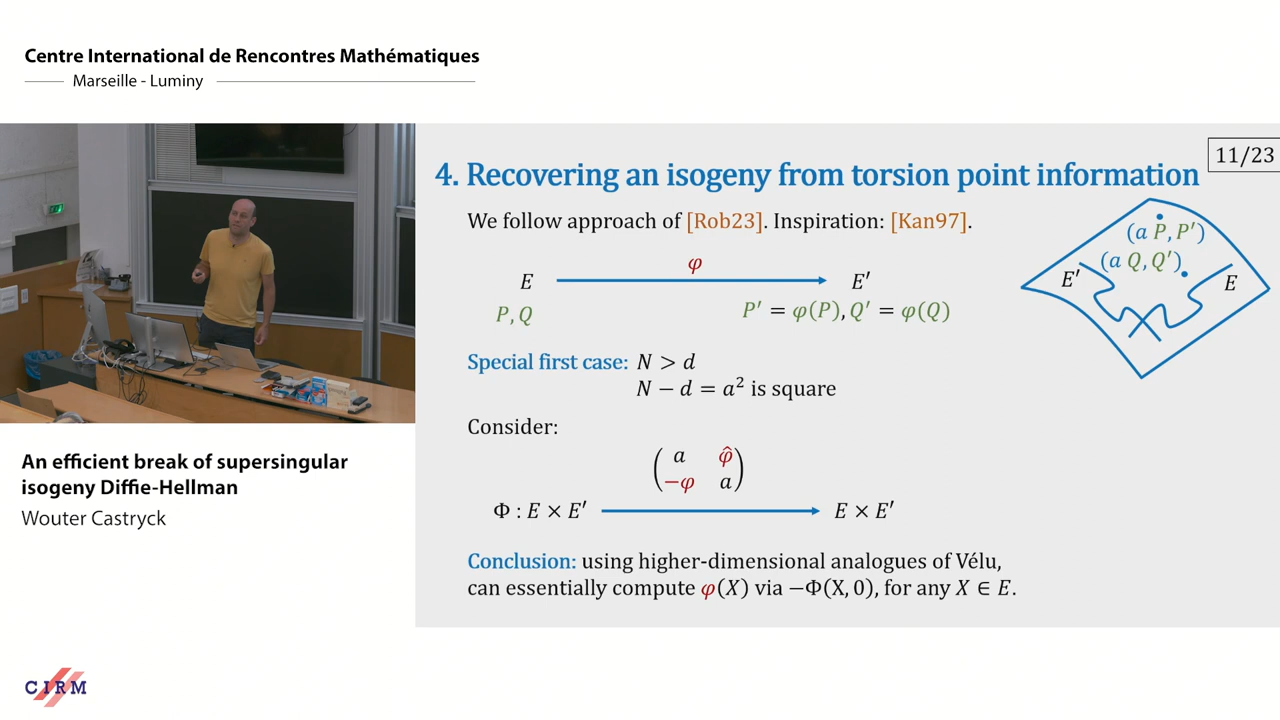 Centre International de Rencontres Mathématiques
Marseille - Luminy
11/23
4. Recovering an isogeny from torsion point information
We follow approach of [Rob23]. Inspiration: [Kan97].
φ
E E′
P, Q P′ = φ(P), Q′ = φ(Q)
(a P, P′)
(a Q, Q′)
E′ E
Special first case: N > d
N − d = a² is square
Consider:
( a φ̂ )
( −φ a )
Φ : E × E′ E × E′
Conclusion: using higher-dimensional analogues of Vélu,
can essentially compute φ(X) via −Φ(X, 0), for any X ∈ E.
An efficient break of supersingular
isogeny Diffie-Hellman
Wouter Castryck
CIRM